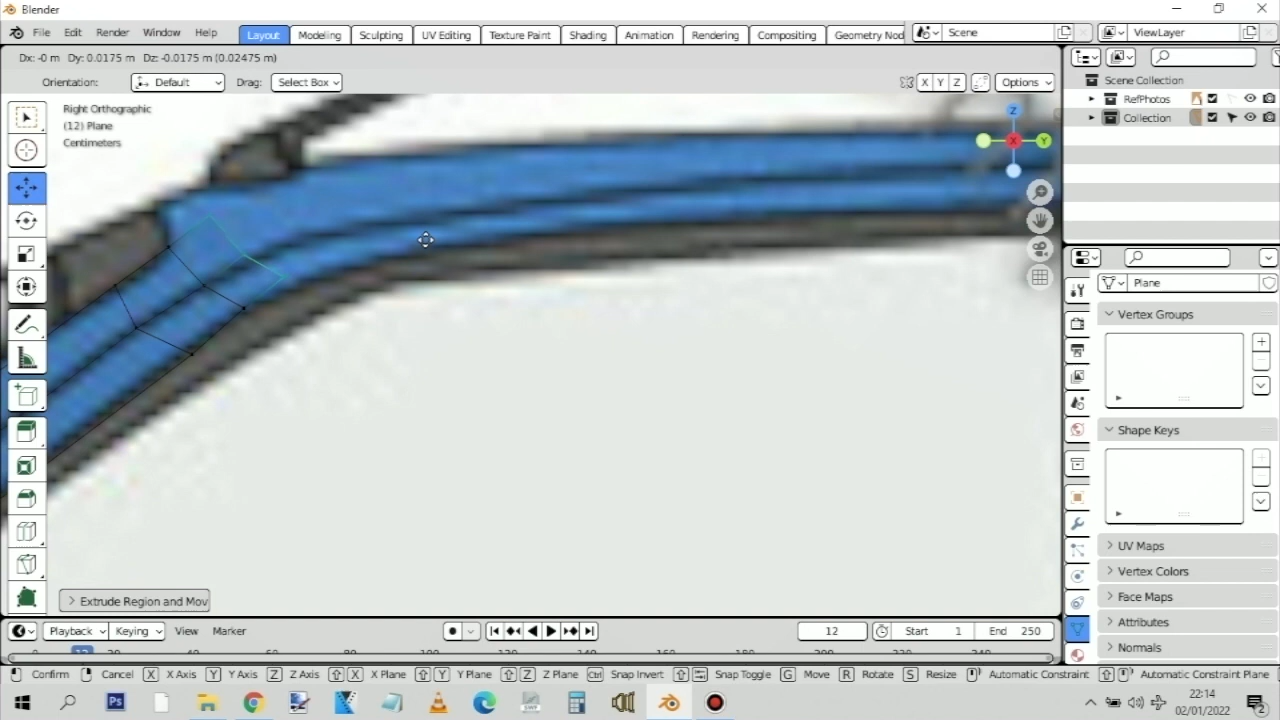 Blender
File Edit Render Window Help Layout Modeling Sculpting UV Editing Texture Paint Shading Animation Rendering Compositing Geometry Nod Scene ViewLayer
Dx: -0 m Dy: 0.0175 m Dz: -0.0175 m (0.02475 m)
Orientation: Default Drag: Select Box X Y Z Options
Scene Collection
RefPhotos
Collection
Right Orthographic
(12) Plane
Centimeters
Z
X
Y
Plane
Vertex Groups
Shape Keys
UV Maps
Vertex Colors
Face Maps
Attributes
Normals
Extrude Region and Mov
Playback Keying View Marker 12 Start 1 End 250
Confirm Cancel X X Axis Y Y Axis Z Z Axis X X Plane Y Y Plane Z Z Plane Ctrl Snap Invert Snap Toggle G Move R Rotate S Resize Automatic Constraint Automatic Constraint Plane
Ps
22:14
02/01/2022
2